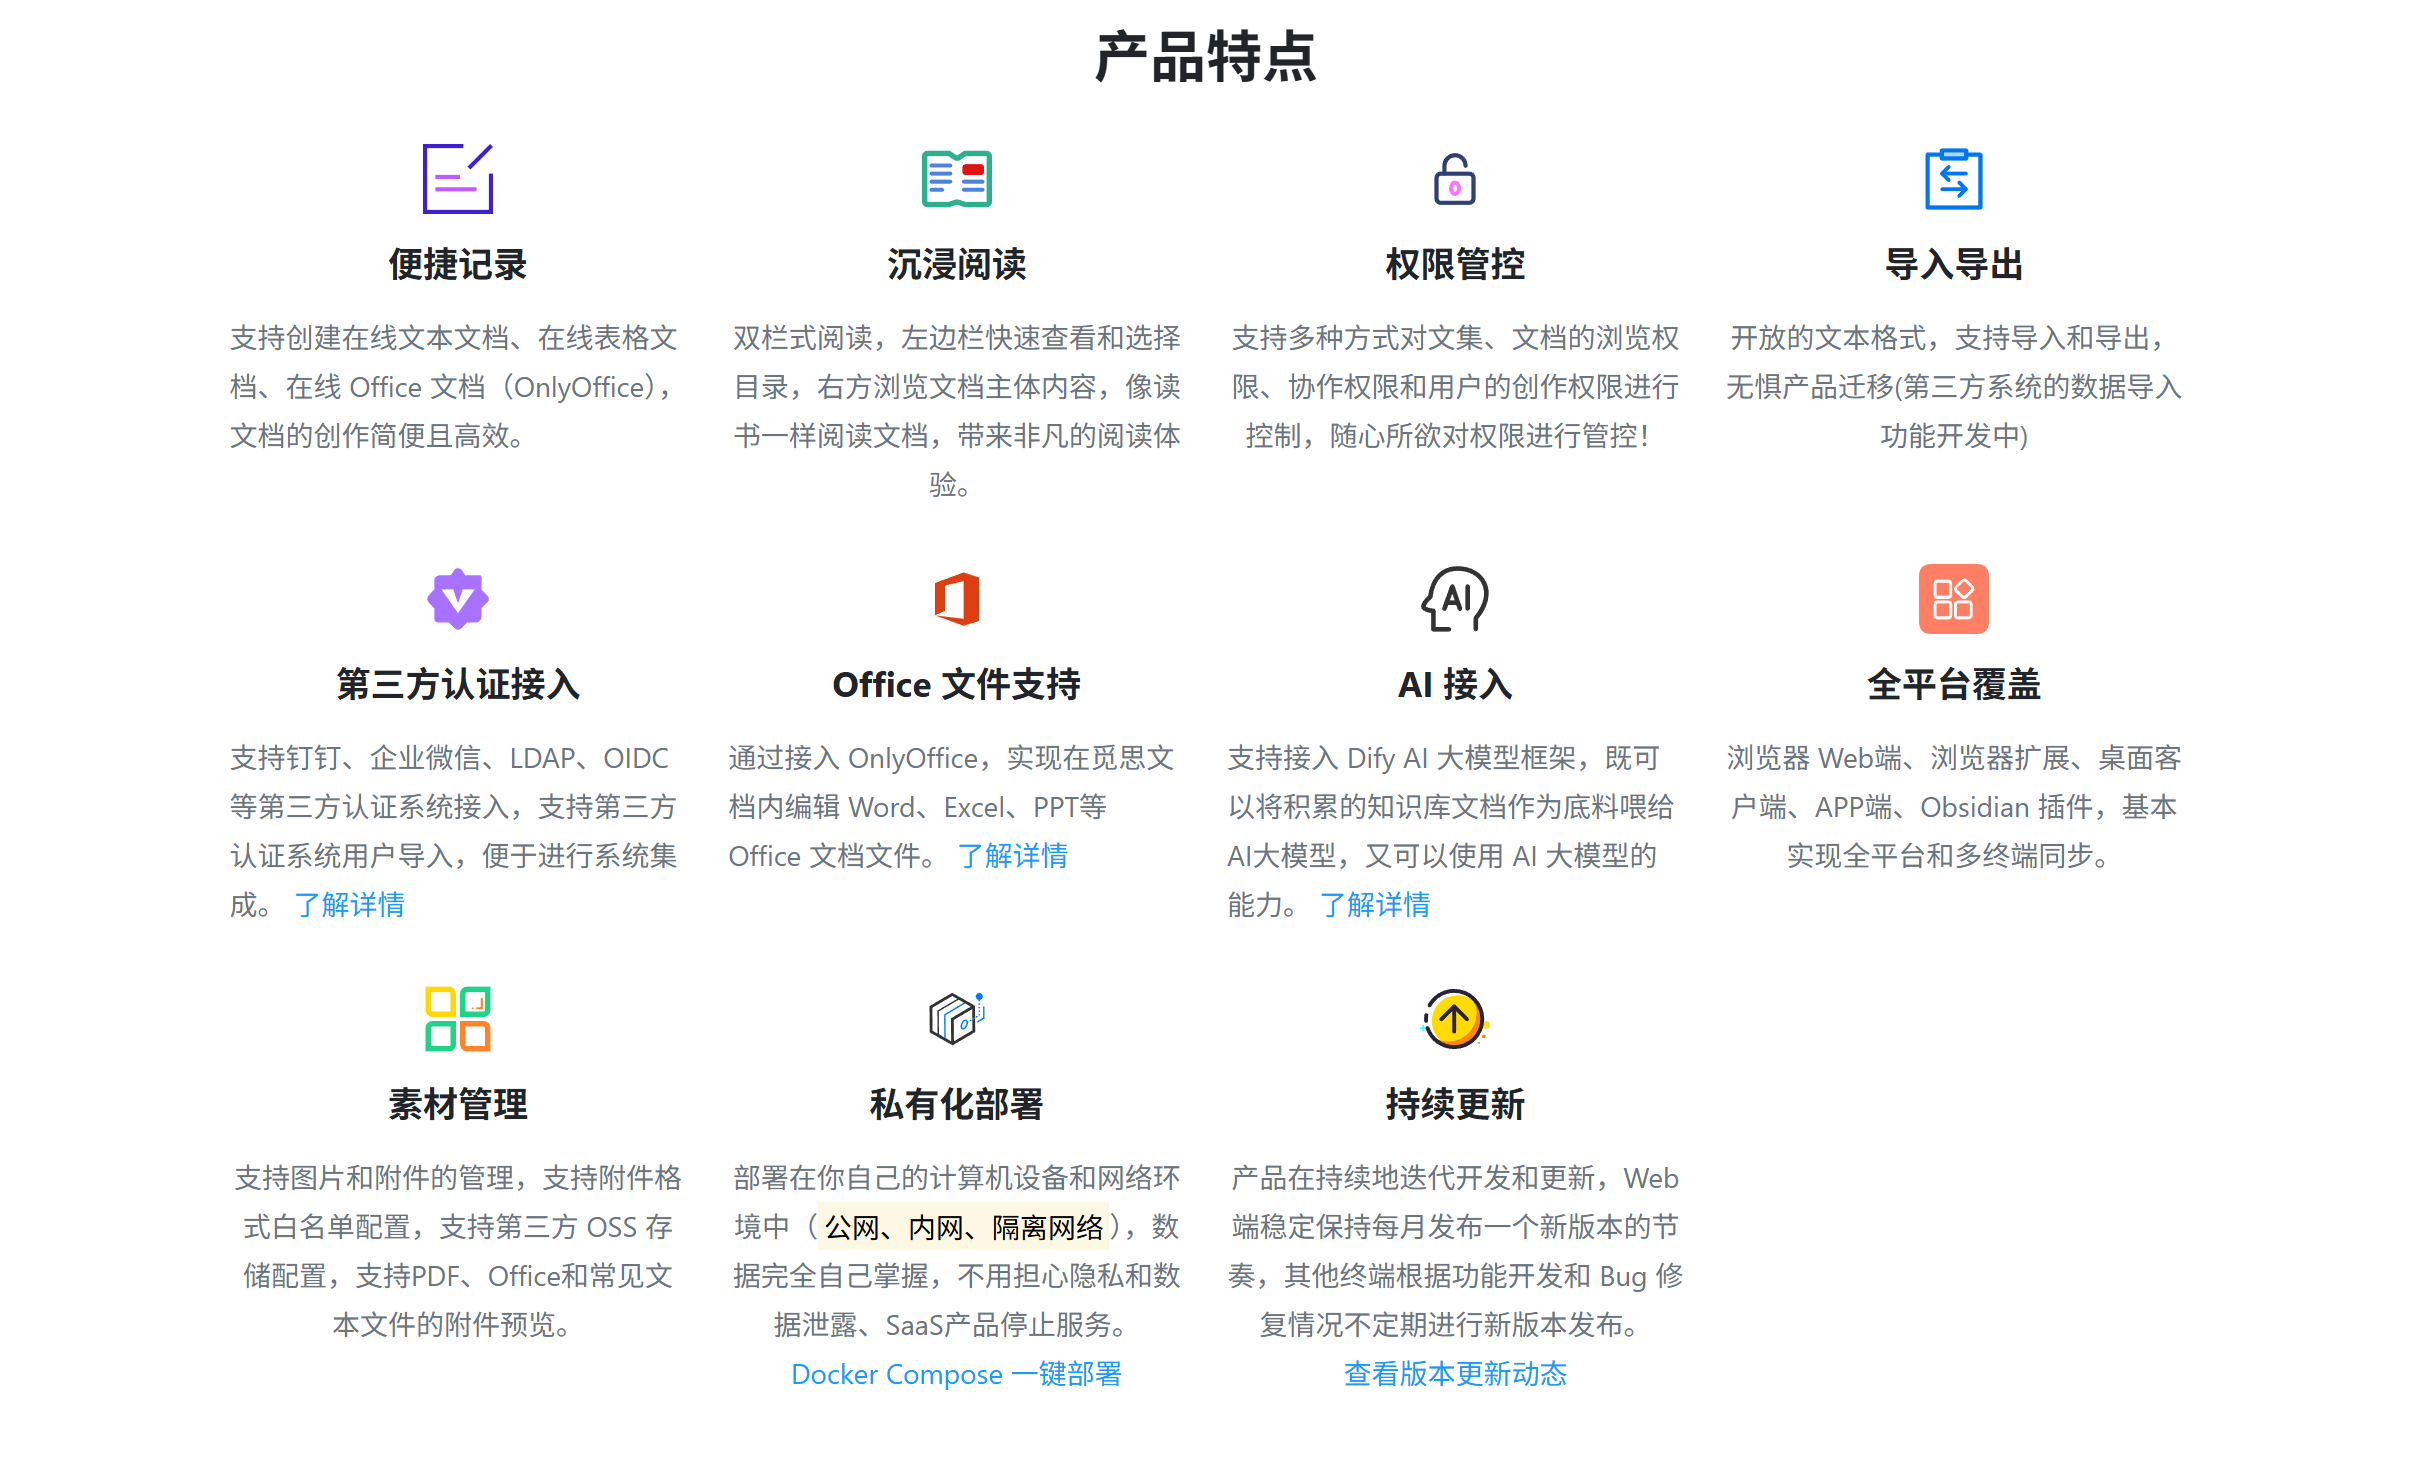 产品特点
便捷记录
支持创建在线文本文档、在线表格文
档、在线 Office 文档（OnlyOffice），
文档的创作简便且高效。
沉浸阅读
双栏式阅读，左边栏快速查看和选择
目录，右方浏览文档主体内容，像读
书一样阅读文档，带来非凡的阅读体
验。
权限管控
支持多种方式对文集、文档的浏览权
限、协作权限和用户的创作权限进行
控制，随心所欲对权限进行管控！
导入导出
开放的文本格式，支持导入和导出，
无惧产品迁移(第三方系统的数据导入
功能开发中)
第三方认证接入
支持钉钉、企业微信、LDAP、OIDC
等第三方认证系统接入，支持第三方
认证系统用户导入，便于进行系统集
成。 了解详情
Office 文件支持
通过接入 OnlyOffice，实现在觅思文
档内编辑 Word、Excel、PPT等
Office 文档文件。 了解详情
AI
AI 接入
支持接入 Dify AI 大模型框架，既可
以将积累的知识库文档作为底料喂给
AI大模型，又可以使用 AI 大模型的
能力。 了解详情
全平台覆盖
浏览器 Web端、浏览器扩展、桌面客
户端、APP端、Obsidian 插件，基本
实现全平台和多终端同步。
素材管理
支持图片和附件的管理，支持附件格
式白名单配置，支持第三方 OSS 存
储配置，支持PDF、Office和常见文
本文件的附件预览。
私有化部署
部署在你自己的计算机设备和网络环
境中（公网、内网、隔离网络），数
据完全自己掌握，不用担心隐私和数
据泄露、SaaS产品停止服务。
Docker Compose 一键部署
持续更新
产品在持续地迭代开发和更新，Web
端稳定保持每月发布一个新版本的节
奏，其他终端根据功能开发和 Bug 修
复情况不定期进行新版本发布。
查看版本更新动态